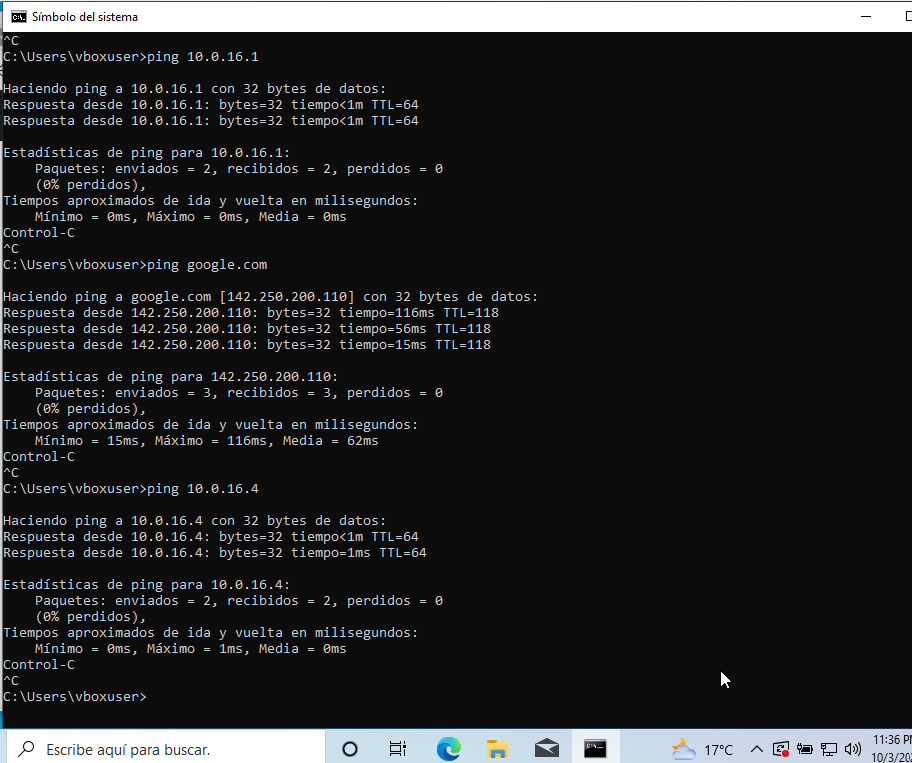 Símbolo del sistema
^C
C:\Users\vboxuser>ping 10.0.16.1
Haciendo ping a 10.0.16.1 con 32 bytes de datos:
Respuesta desde 10.0.16.1: bytes=32 tiempo<1m TTL=64
Respuesta desde 10.0.16.1: bytes=32 tiempo<1m TTL=64
Estadísticas de ping para 10.0.16.1:
    Paquetes: enviados = 2, recibidos = 2, perdidos = 0
    (0% perdidos),
Tiempos aproximados de ida y vuelta en milisegundos:
    Mínimo = 0ms, Máximo = 0ms, Media = 0ms
Control-C
^C
C:\Users\vboxuser>ping google.com
Haciendo ping a google.com [142.250.200.110] con 32 bytes de datos:
Respuesta desde 142.250.200.110: bytes=32 tiempo=116ms TTL=118
Respuesta desde 142.250.200.110: bytes=32 tiempo=56ms TTL=118
Respuesta desde 142.250.200.110: bytes=32 tiempo=15ms TTL=118
Estadísticas de ping para 142.250.200.110:
    Paquetes: enviados = 3, recibidos = 3, perdidos = 0
    (0% perdidos),
Tiempos aproximados de ida y vuelta en milisegundos:
    Mínimo = 15ms, Máximo = 116ms, Media = 62ms
Control-C
^C
C:\Users\vboxuser>ping 10.0.16.4
Haciendo ping a 10.0.16.4 con 32 bytes de datos:
Respuesta desde 10.0.16.4: bytes=32 tiempo<1m TTL=64
Respuesta desde 10.0.16.4: bytes=32 tiempo=1ms TTL=64
Estadísticas de ping para 10.0.16.4:
    Paquetes: enviados = 2, recibidos = 2, perdidos = 0
    (0% perdidos),
Tiempos aproximados de ida y vuelta en milisegundos:
    Mínimo = 0ms, Máximo = 1ms, Media = 0ms
Control-C
^C
C:\Users\vboxuser>
Escribe aquí para buscar.
17°C
11:36